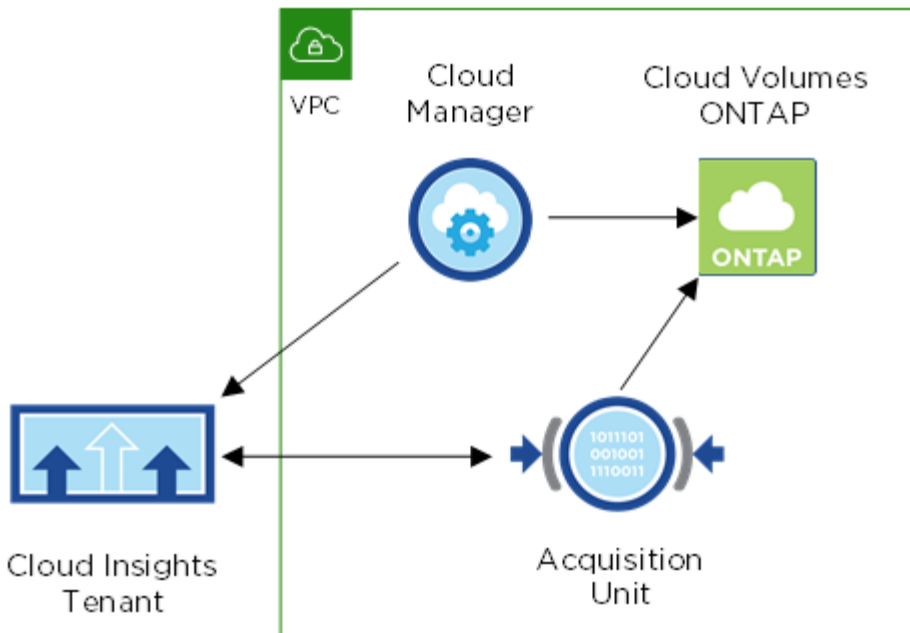 VPC
Cloud
Manager
Cloud Volumes
ONTAP
ONTAP
1011101
001001
1110011
Cloud Insights
Tenant
Acquisition
Unit